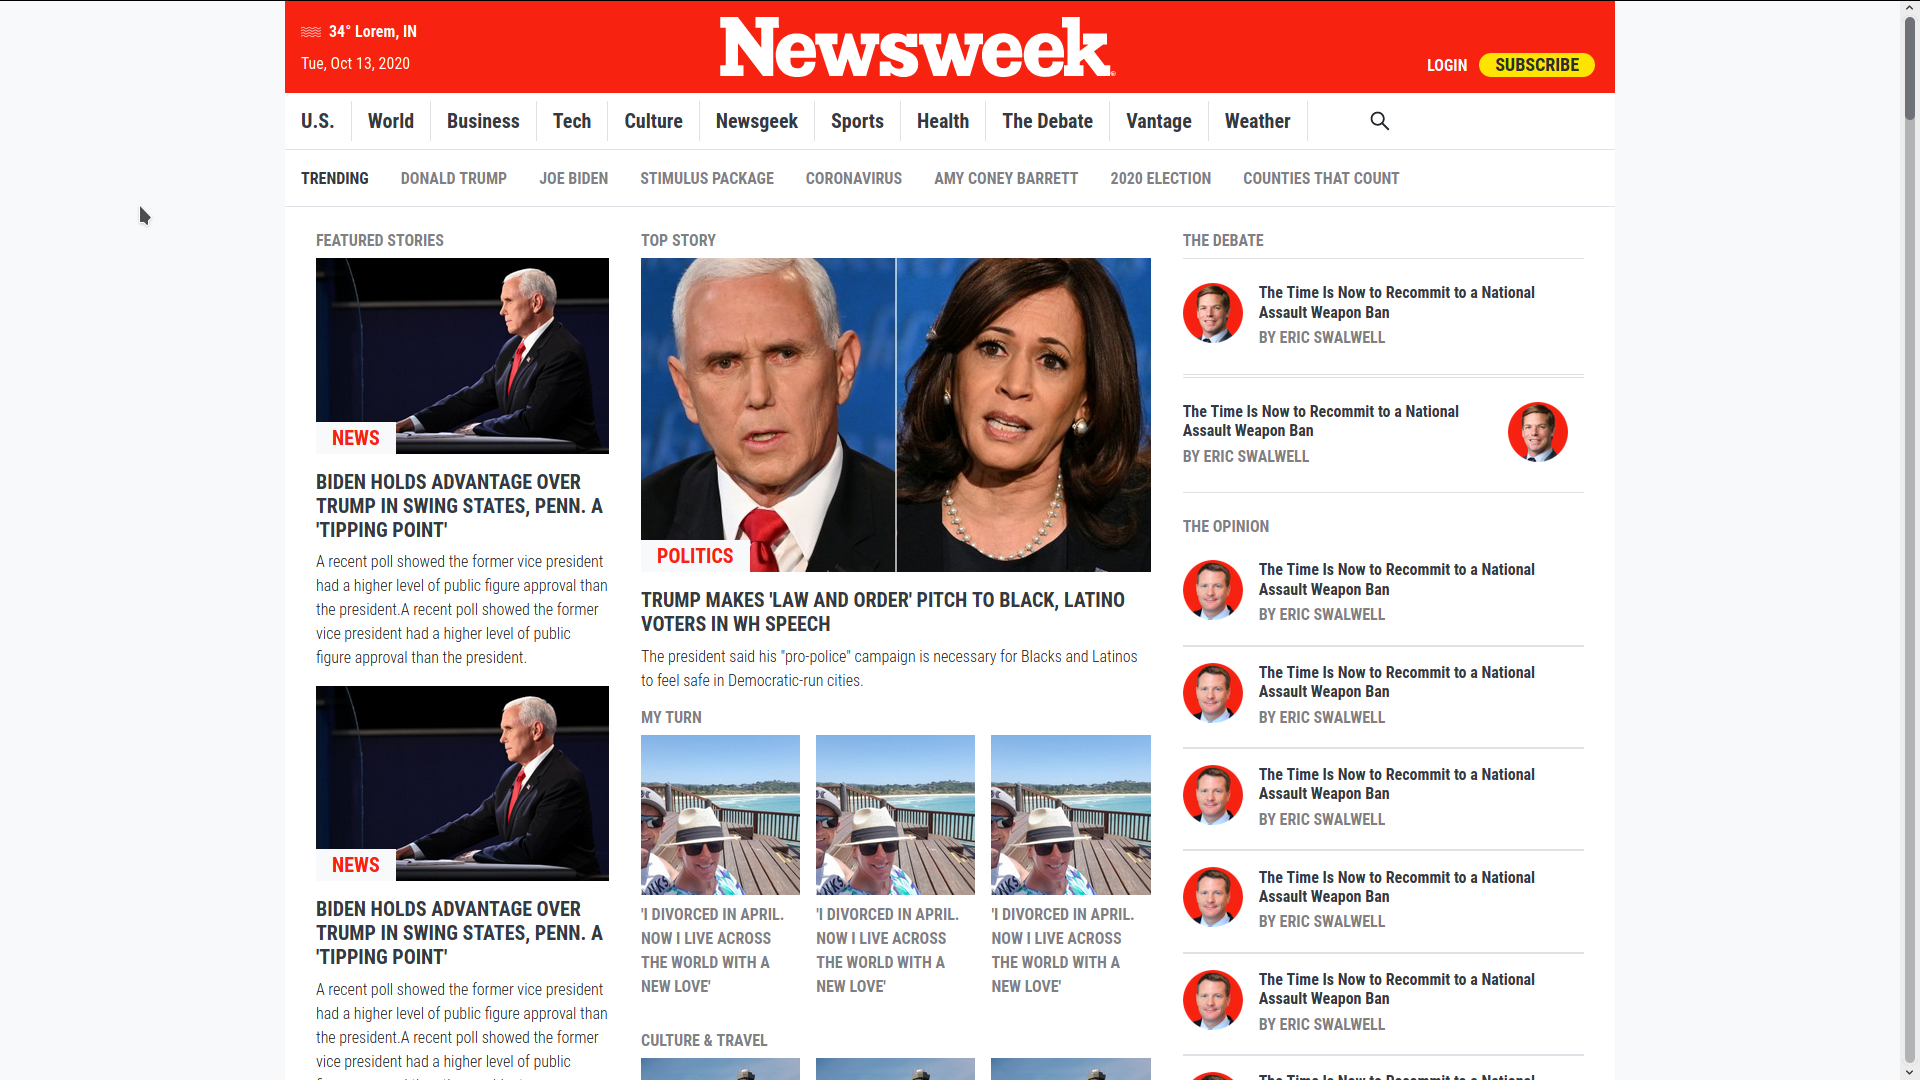 34° Lorem, IN
Tue, Oct 13, 2020
Newsweek
LOGIN
SUBSCRIBE
U.S.
World
Business
Tech
Culture
Newsgeek
Sports
Health
The Debate
Vantage
Weather
TRENDING
DONALD TRUMP
JOE BIDEN
STIMULUS PACKAGE
CORONAVIRUS
AMY CONEY BARRETT
2020 ELECTION
COUNTIES THAT COUNT
FEATURED STORIES
NEWS
BIDEN HOLDS ADVANTAGE OVER
TRUMP IN SWING STATES, PENN. A
'TIPPING POINT'
A recent poll showed the former vice president
had a higher level of public figure approval than
the president.A recent poll showed the former
vice president had a higher level of public
figure approval than the president.
NEWS
BIDEN HOLDS ADVANTAGE OVER
TRUMP IN SWING STATES, PENN. A
'TIPPING POINT'
A recent poll showed the former vice president
had a higher level of public figure approval than
the president.A recent poll showed the former
vice president had a higher level of public
TOP STORY
POLITICS
TRUMP MAKES 'LAW AND ORDER' PITCH TO BLACK, LATINO
VOTERS IN WH SPEECH
The president said his "pro-police" campaign is necessary for Blacks and Latinos
to feel safe in Democratic-run cities.
MY TURN
'I DIVORCED IN APRIL.
NOW I LIVE ACROSS
THE WORLD WITH A
NEW LOVE'
'I DIVORCED IN APRIL.
NOW I LIVE ACROSS
THE WORLD WITH A
NEW LOVE'
'I DIVORCED IN APRIL.
NOW I LIVE ACROSS
THE WORLD WITH A
NEW LOVE'
CULTURE & TRAVEL
THE DEBATE
The Time Is Now to Recommit to a National
Assault Weapon Ban
BY ERIC SWALWELL
The Time Is Now to Recommit to a National
Assault Weapon Ban
BY ERIC SWALWELL
THE OPINION
The Time Is Now to Recommit to a National
Assault Weapon Ban
BY ERIC SWALWELL
The Time Is Now to Recommit to a National
Assault Weapon Ban
BY ERIC SWALWELL
The Time Is Now to Recommit to a National
Assault Weapon Ban
BY ERIC SWALWELL
The Time Is Now to Recommit to a National
Assault Weapon Ban
BY ERIC SWALWELL
The Time Is Now to Recommit to a National
Assault Weapon Ban
BY ERIC SWALWELL
The Time Is Now to Recommit to a National